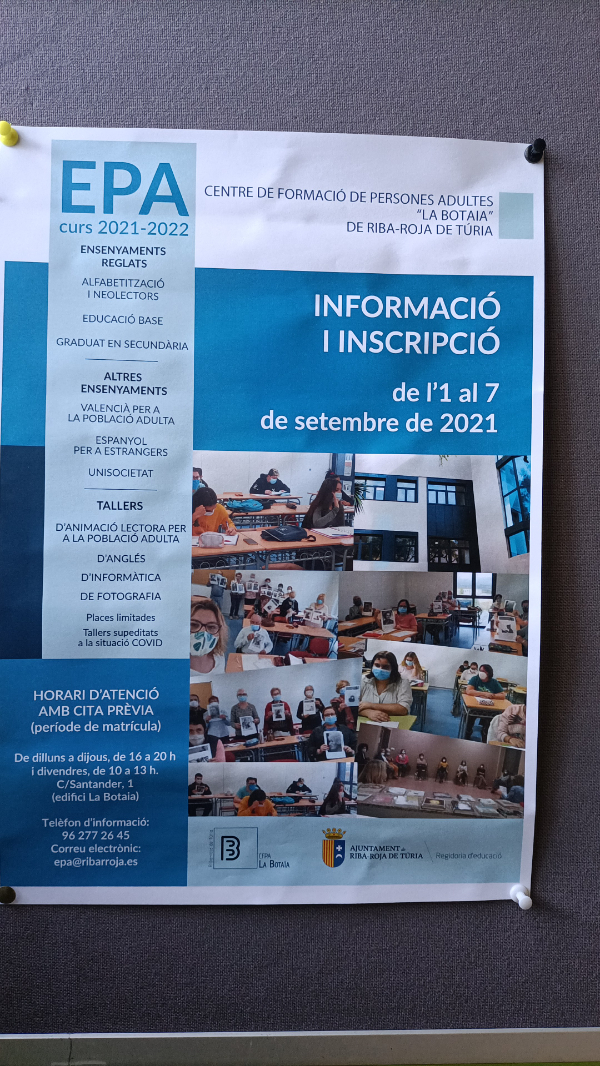 EPA
curs 2021-2022
ENSENYAMENTS
REGLATS
ALFABETITZACIÓ
I NEOLECTORS
EDUCACIÓ BASE
GRADUAT EN SECUNDÀRIA
ALTRES
ENSENYAMENTS
VALENCIÀ PER A
LA POBLACIÓ ADULTA
ESPANYOL
PER A ESTRANGERS
UNISOCIETAT
TALLERS
D'ANIMACIÓ LECTORA PER
A LA POBLACIÓ ADULTA
D'ANGLÉS
D'INFORMÀTICA
DE FOTOGRAFIA
Places limitades
Tallers supeditats
a la situació COVID
HORARI D'ATENCIÓ
AMB CITA PRÈVIA
(període de matrícula)
De dilluns a dijous, de 16 a 20 h
i divendres, de 10 a 13 h.
C/Santander, 1
(edifici La Botaia)
Telèfon d'informació:
96 277 26 45
Correu electrònic:
epa@ribarroja.es
CENTRE DE FORMACIÓ DE PERSONES ADULTES
"LA BOTAIA"
DE RIBA-ROJA DE TÚRIA
INFORMACIÓ
I INSCRIPCIÓ
de l'1 al 7
de setembre de 2021
B
EPA
LA BOTAIA
AJUNTAMENT DE
RIBA-ROJA DE TÚRIA
Regidoria d'educació